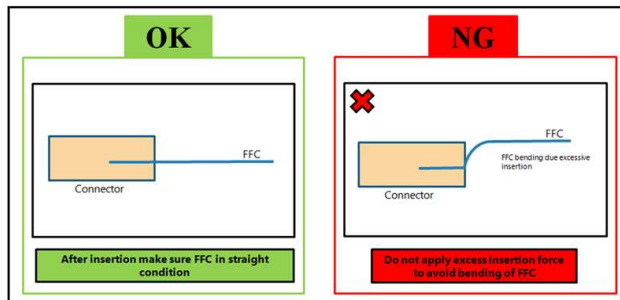 OK
FFC
Connector
After insertion make sure FFC in straight
condition
NG
FFC
FFC bending due excessive
insertion
Connector
Do not apply excess insertion force
to avoid bending of FFC